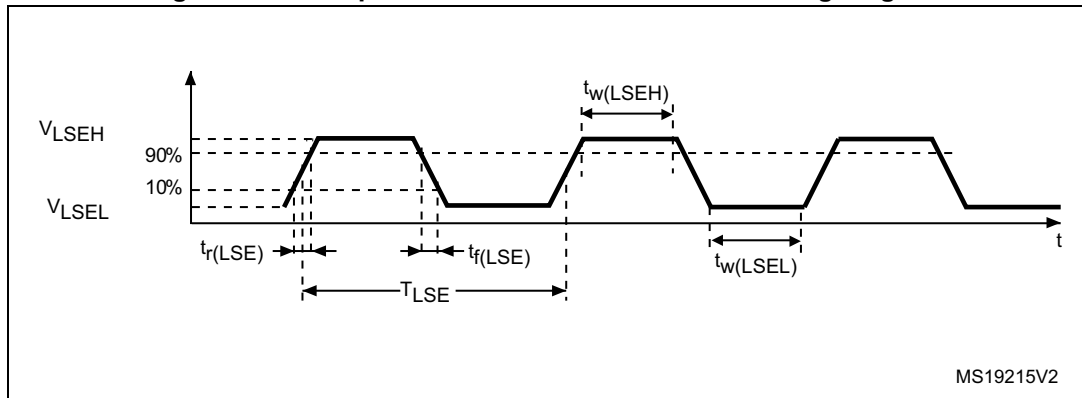 tw(LSEH)
VLSEH
90%
10%
VLSEL
tr(LSE)
tf(LSE)
tw(LSEL)
t
TLSE
MS19215V2